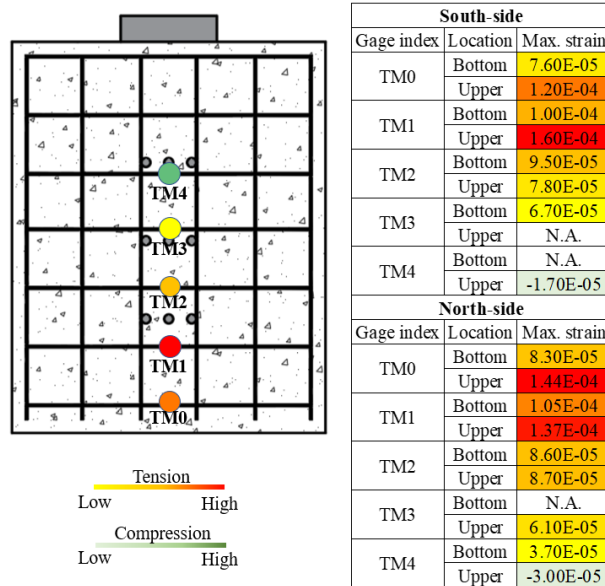 TM4
TM3
TM2
TM1
TM0
Tension
Low High
Compression
Low High
South-side
Gage index Location Max. strain
TM0 Bottom 7.60E-05
Upper 1.20E-04
TM1 Bottom 1.00E-04
Upper 1.60E-04
TM2 Bottom 9.50E-05
Upper 7.80E-05
TM3 Bottom 6.70E-05
Upper N.A.
TM4 Bottom N.A.
Upper -1.70E-05
North-side
Gage index Location Max. strain
TM0 Bottom 8.30E-05
Upper 1.44E-04
TM1 Bottom 1.05E-04
Upper 1.37E-04
TM2 Bottom 8.60E-05
Upper 8.70E-05
TM3 Bottom N.A.
Upper 6.10E-05
TM4 Bottom 3.70E-05
Upper -3.00E-05